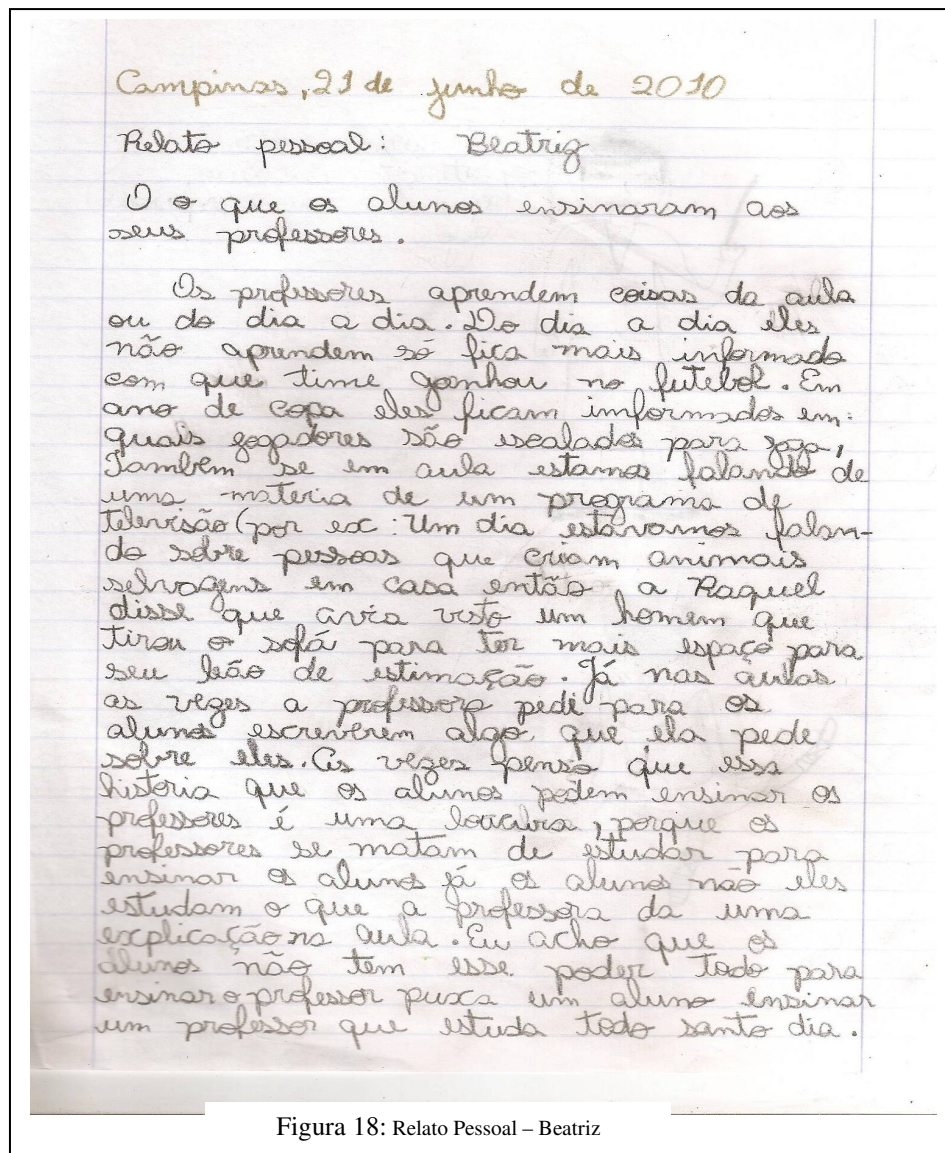 Campinas, 21 de junho de 2010
Relato pessoal: Beatriz
O o que os alunos ensinaram aos
seus professores.
Os professores aprendem coisas da aula
ou do dia a dia. Do dia a dia eles
não aprendem só fica mais informado
com que time ganhou no futebol. Em
ano de copa eles ficam imformados em:
quais gogadores são escalados para joga,
Também se em aula estamos falando de
uma materia de um programa de
televisão (por ex: Um dia estávamos falan-
do sobre pessoas que criam animais
selvagens em casa então a Raquel
disse que avia visto um homem que
tirou o sofá para ter mais espaço para
seu leão de estimação. Já nas aulas
as vezes a professora pede para os
alunos escreverem algo que ela pede
sobre eles. As vezes penso que essa
historia que os alunos podem ensinar os
professores é uma loucura, porque os
professores se matam de estudar para
ensinar os alunos já os alunos não eles
estudam o que a professora da uma
explicação na aula. Eu acho que os
alunos não tem esse poder todo para
ensinar o professor puxa um aluno ensinar
um professor que estuda todo santo dia.
Figura 18: Relato Pessoal – Beatriz